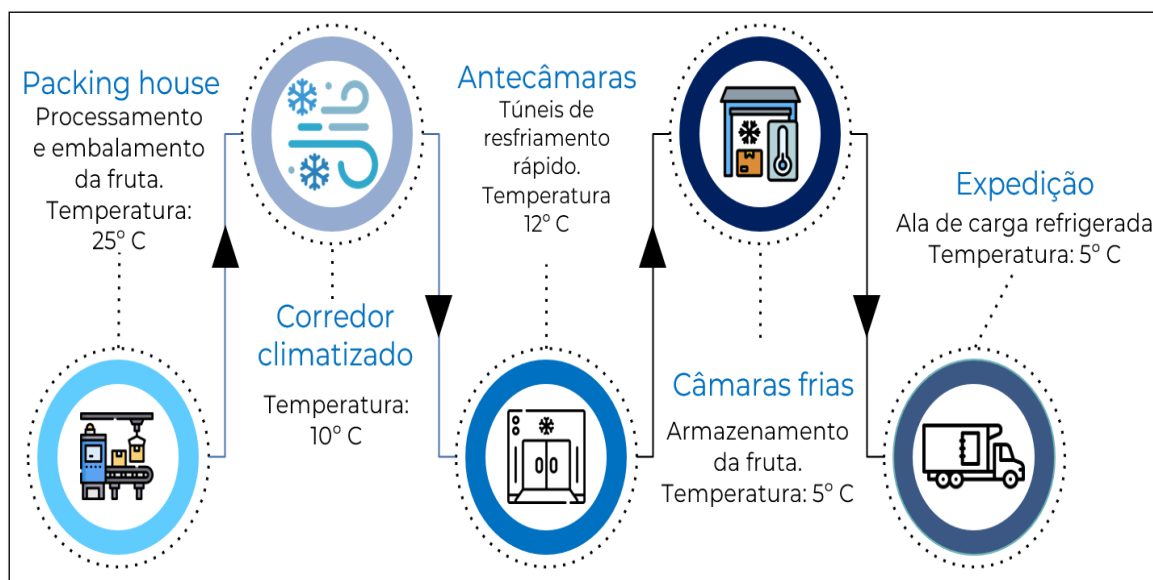 Packing house
Processamento
e embalamento
da fruta.
Temperatura:
25º C
Corredor
climatizado
Temperatura:
10º C
Antecâmaras
Túneis de
resfriamento
rápido.
Temperatura
12º C
Câmaras frias
Armazenamento
da fruta.
Temperatura: 5º C
Expedição
Ala de carga refrigerada
Temperatura: 5º C